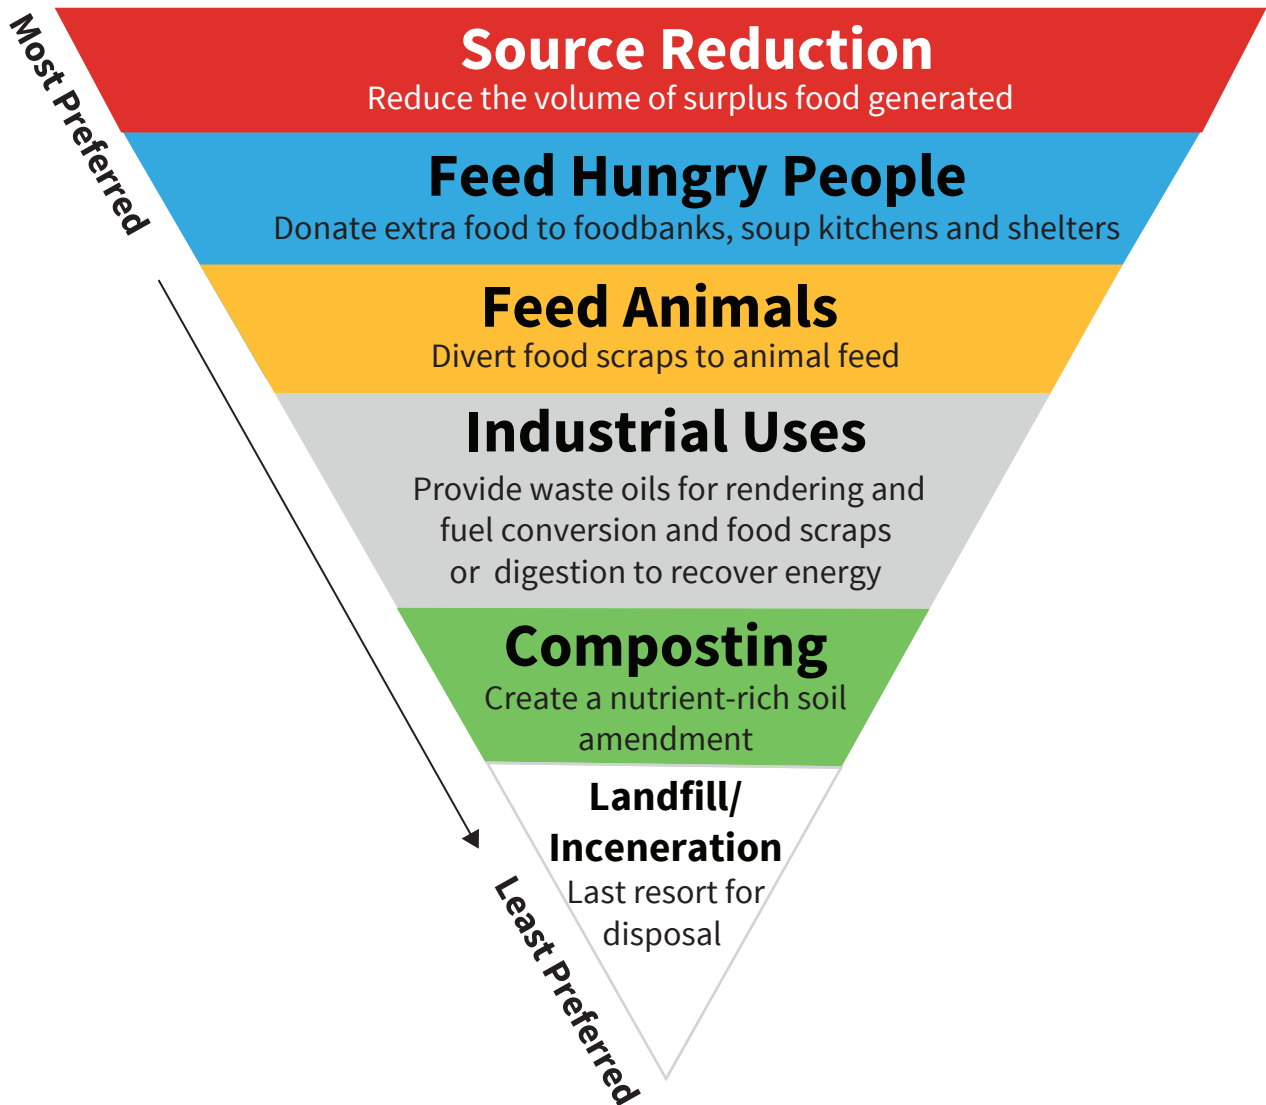 Most Preferred
Source Reduction
Reduce the volume of surplus food generated
Feed Hungry People
Donate extra food to foodbanks, soup kitchens and shelters
Feed Animals
Divert food scraps to animal feed
Industrial Uses
Provide waste oils for rendering and
fuel conversion and food scraps
or  digestion to recover energy
Composting
Create a nutrient-rich soil
amendment
Landfill/
Inceneration
Last resort for
disposal
Least Preferred